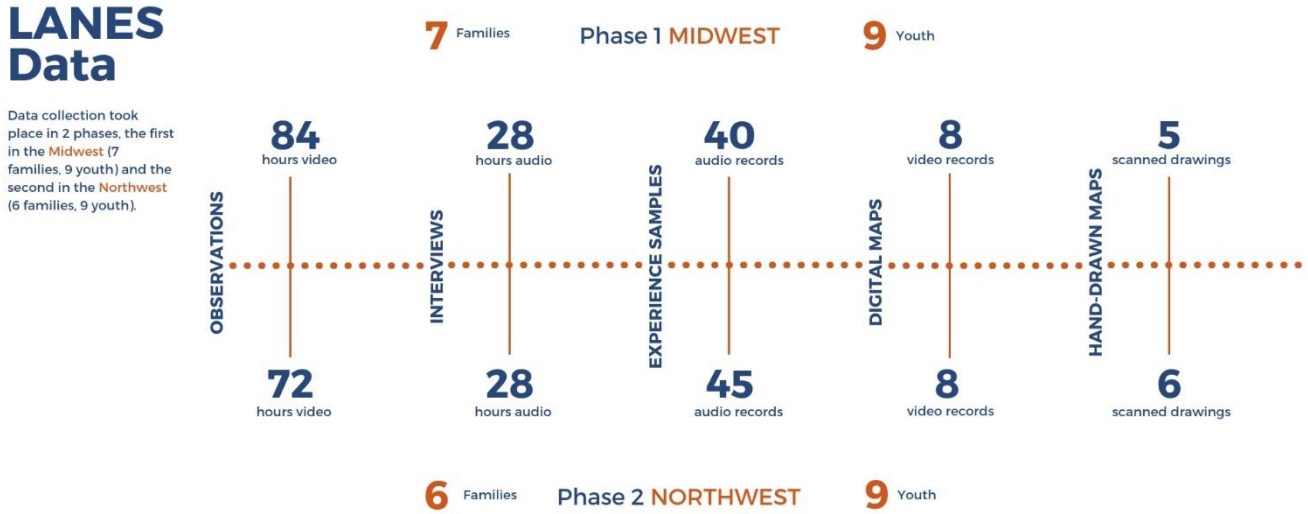 LANES
Data
Data collection took
place in 2 phases, the first
in the Midwest (7
families, 9 youth) and the
second in the Northwest
(6 families, 9 youth).
7 Families
Phase 1 MIDWEST
9 Youth
OBSERVATIONS
84
hours video
72
hours video
INTERVIEWS
28
hours audio
28
hours audio
EXPERIENCE SAMPLES
40
audio records
45
audio records
DIGITAL MAPS
8
video records
8
video records
HAND-DRAWN MAPS
5
scanned drawings
6
scanned drawings
6 Families
Phase 2 NORTHWEST
9 Youth